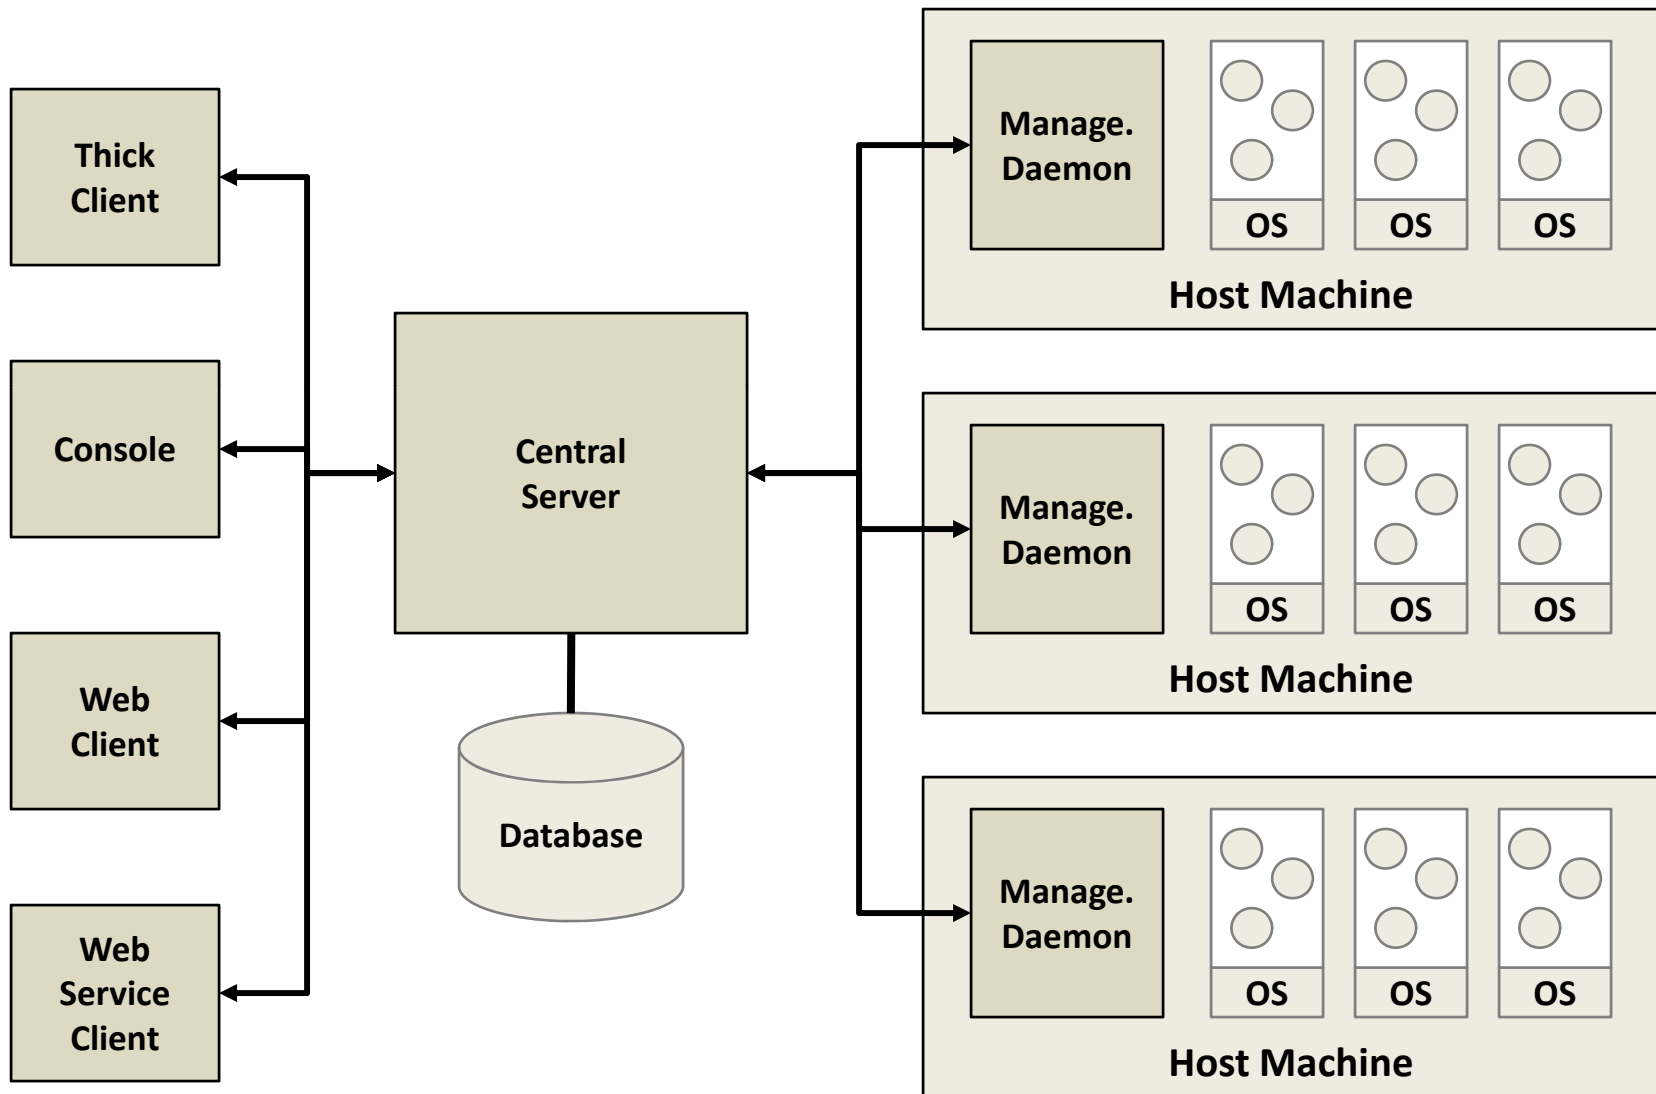 Thick
Client
Console
Web
Client
Web
Service
Client
Central
Server
Database
Manage.
Daemon
OS
OS
OS
Host Machine
Manage.
Daemon
OS
OS
OS
Host Machine
Manage.
Daemon
OS
OS
OS
Host Machine